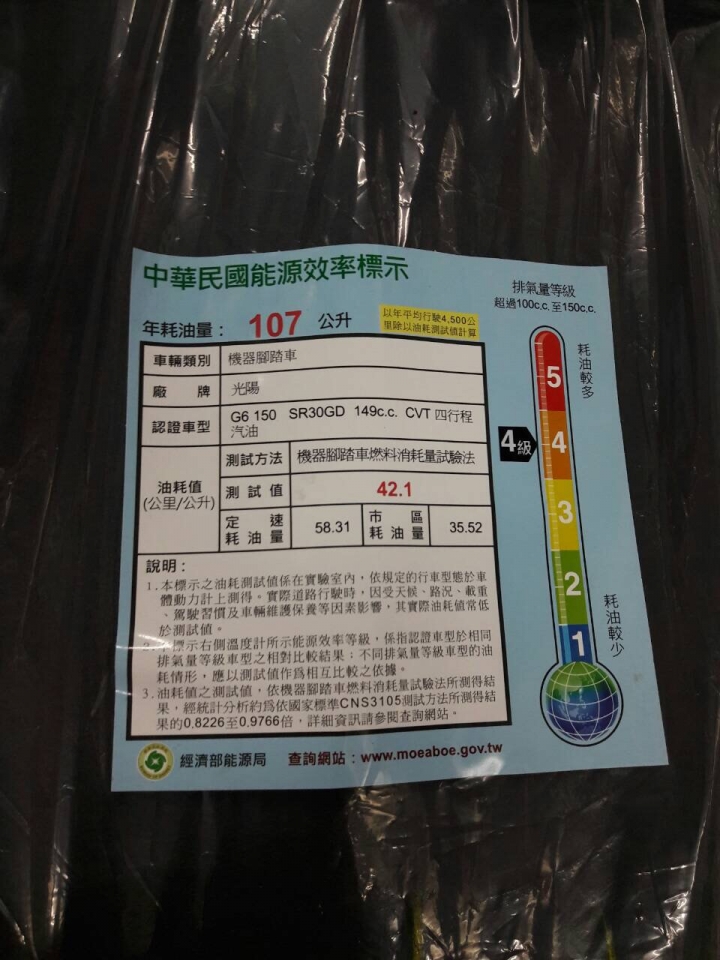 中華民國能源效率標示
年耗油量： 107 公升
以年平均行駛4,500公
里除以油耗測試值計算
車輛類別 機器腳踏車
廠牌 光陽
認證車型 G6 150 SR30GD 149c.c. CVT 四行程
汽油
油耗值
(公里/公升)
測試方法 機器腳踏車燃料消耗量試驗法
測試值 42.1
定速
耗油量 58.31
市區
耗油量 35.52
說明：
1.本標示之油耗測試值係在實驗室內，依規定的行車型態於車
體動力計上測得。實際道路行駛時，因受天候、路況、載重
、駕駛習慣及車輛維護保養等因素影響，其實際油耗值常低
於測試值。
標示右側溫度計所示能源效率等級，係指認證車型於相同
排氣量等級車型之相對比較結果；不同排氣量等級車型的油
耗情形，應以測試值作為相互比較之依據。
3.油耗值之測試值，依機器腳踏車燃料消耗量試驗法所測得結
果，經統計分析約為依國家標準CNS3105測試方法所測得結
果的0.8226至0.9766倍，詳細資訊請參閱查詢網站。
經濟部能源局 查詢網站：www.moeaboe.gov.tw
排氣量等級
超過100c.c.至150c.c.
耗油較多
5
4級
4
3
2
1
耗油較少